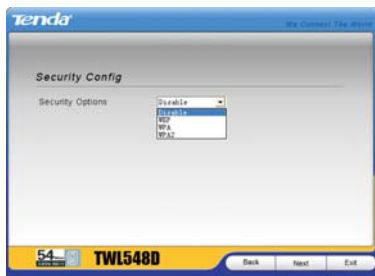 Tenda
We Connect The World
Security Config
Security Options
Disable
Disable
WEP
WPA
WPA2
54
TWL548D
Back
Next
Exit